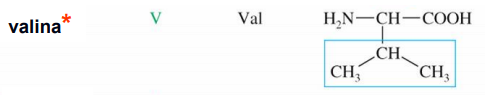 valina* V Val H₂N—CH—COOH
CH
CH₃ CH₃